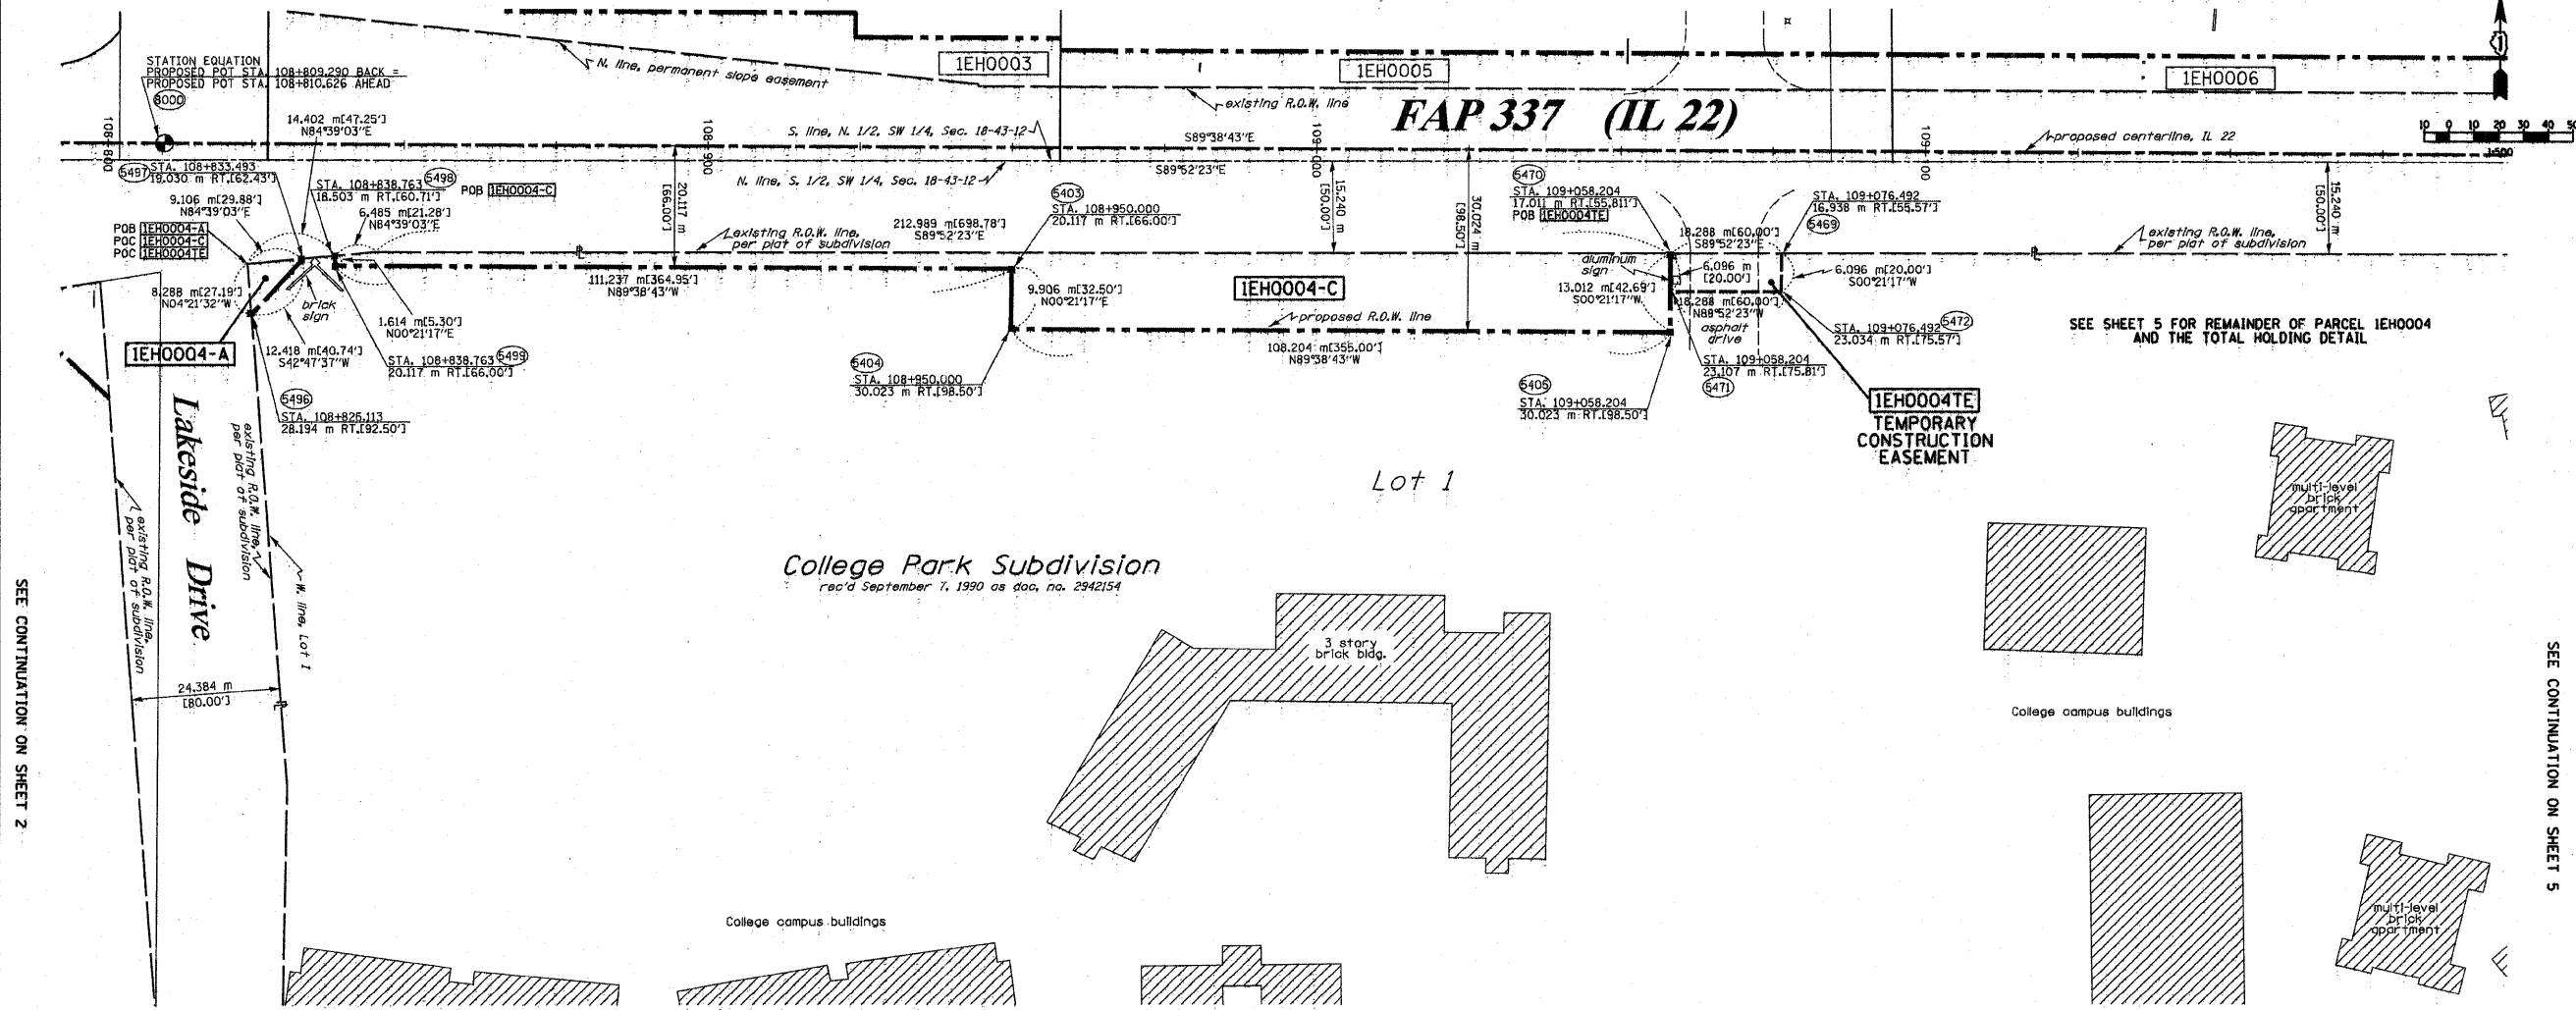 STATION EQUATION
PROPOSED POT STA. 108+809.290 BACK =
PROPOSED POT STA. 108+810.626 AHEAD
8000
N. line, permanent slope easement
1EH0003
1EH0005
1EH0006
existing R.O.W. line
FAP 337 (IL 22)
10 0 10 20 30 40 50
1:500
108+800
14.402 m[47.25']
N84°39'03"E
108+900
S. line, N. 1/2, SW 1/4, Sec. 18-43-12
S89°38'43"E
109+000
109+100
proposed centerline, IL 22
5497
STA. 108+833.493
19.030 m RT.[62.43']
STA. 108+838.763
5498
18.503 m RT.[60.71']
POB 1EH0004-C
N. line, S. 1/2, SW 1/4, Sec. 18-43-12
S89°52'23"E
9.106 m[29.88']
N84°39'03"E
6.485 m[21.28']
N84°39'03"E
20.117 m
[66.00']
5403
STA. 108+950.000
20.117 m RT.[66.00']
15.240 m
[50.00']
30.024 m
[98.50']
5470
STA. 109+058.204
17.011 m RT.[55.811']
POB 1EH0004TE
STA. 109+076.492
16.938 m RT.[55.57']
5469
15.240 m
[50.00']
POB 1EH0004-A
POC 1EH0004-C
POC 1EH0004TE
existing R.O.W. line,
per plat of subdivision
212.989 m[698.78']
S89°52'23"E
18.288 m[60.00']
S89°52'23"E
existing R.O.W. line,
per plat of subdivision
8.288 m[27.19']
N04°21'32"W
brick
sign
1.614 m[5.30']
N00°21'17"E
111.237 m[364.95']
N89°38'43"W
9.906 m[32.50']
N00°21'17"E
1EH0004-C
aluminum
sign
6.096 m
[20.00']
13.012 m[42.69']
S00°21'17"W
6.096 m[20.00']
S00°21'17"W
18.288 m[60.00']
N89°52'23"W
asphalt
drive
proposed R.O.W. line
1EH0004-A
12.418 m[40.74']
S42°47'37"W
STA. 108+838.763
5499
20.117 m RT.[66.00']
5404
STA. 108+950.000
30.023 m RT.[98.50']
108.204 m[355.00']
N89°38'43"W
5405
STA. 109+058.204
30.023 m RT.[98.50']
STA. 109+058.204
23.107 m RT.[75.81']
5471
STA. 109+076.492
5472
23.034 m RT.[75.57']
SEE SHEET 5 FOR REMAINDER OF PARCEL 1EH0004
AND THE TOTAL HOLDING DETAIL
5496
STA. 108+826.113
28.194 m RT.[92.50']
1EH0004TE
TEMPORARY
CONSTRUCTION
EASEMENT
Lakeside Drive
existing R.O.W. line,
per plat of subdivision
existing R.O.W. line,
per plat of subdivision
W. line, Lot 1
24.384 m
[80.00']
Lot 1
College Park Subdivision
rec'd September 7, 1990 as doc. no. 2942154
3 story
brick bldg.
multi-level
brick
apartment
College campus buildings
College campus buildings
multi-level
brick
apartment
SEE CONTINUATION ON SHEET 2
SEE CONTINUATION ON SHEET 5